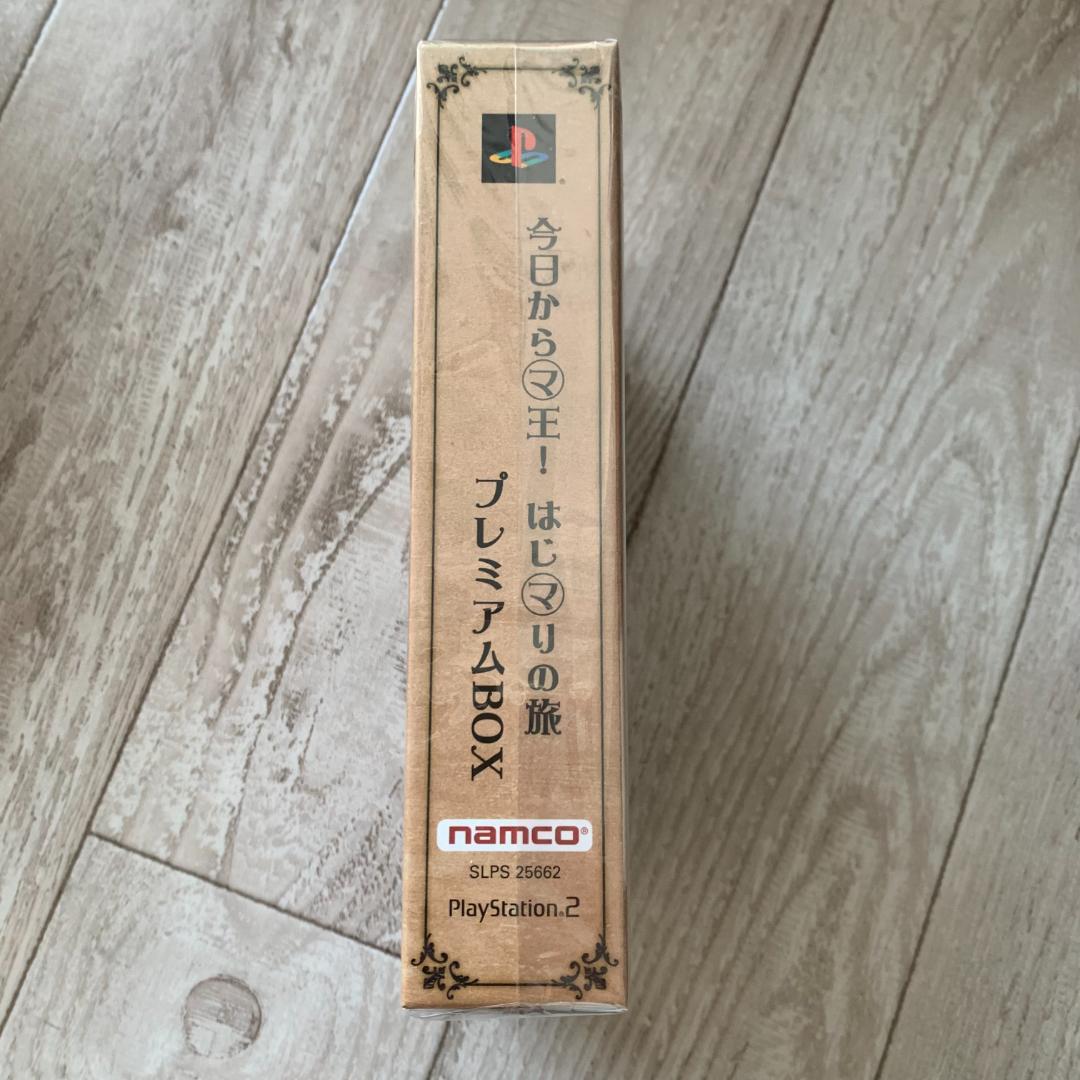 今日から㋮王！ はじ㋮りの旅
プレミアムBOX
namco®
SLPS 25662
PlayStation®2